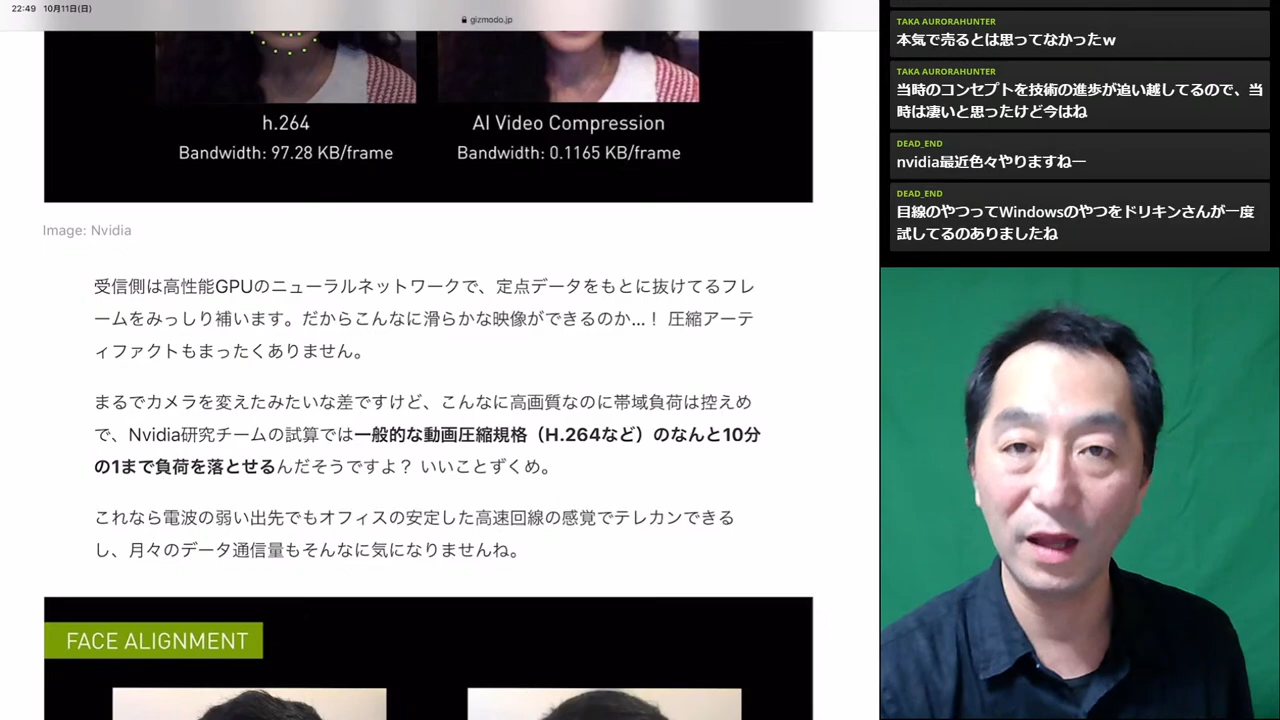 22:49 10月11日(日)
gizmodo.jp
h.264
Bandwidth: 97.28 KB/frame
AI Video Compression
Bandwidth: 0.1165 KB/frame
Image: Nvidia
受信側は高性能GPUのニューラルネットワークで、定点データをもとに抜けてるフレ
ームをみっしり補います。だからこんなに滑らかな映像ができるのか...！ 圧縮アーテ
ィファクトもまったくありません。
まるでカメラを変えたみたいな差ですけど、こんなに高画質なのに帯域負荷は控えめ
で、Nvidia研究チームの試算では一般的な動画圧縮規格（H.264など）のなんと10分
の1まで負荷を落とせるんだそうですよ？ いいことずくめ。
これなら電波の弱い出先でもオフィスの安定した高速回線の感覚でテレカンできる
し、月々のデータ通信量もそんなに気になりませんね。
FACE ALIGNMENT
TAKA AURORAHUNTER
本気で売るとは思ってなかったｗ
TAKA AURORAHUNTER
当時のコンセプトを技術の進歩が追い越してるので、当
時は凄いと思ったけど今はね
DEAD_END
nvidia最近色々やりますねー
DEAD_END
目線のやつってWindowsのやつをドリキンさんが一度
試してるのありましたね